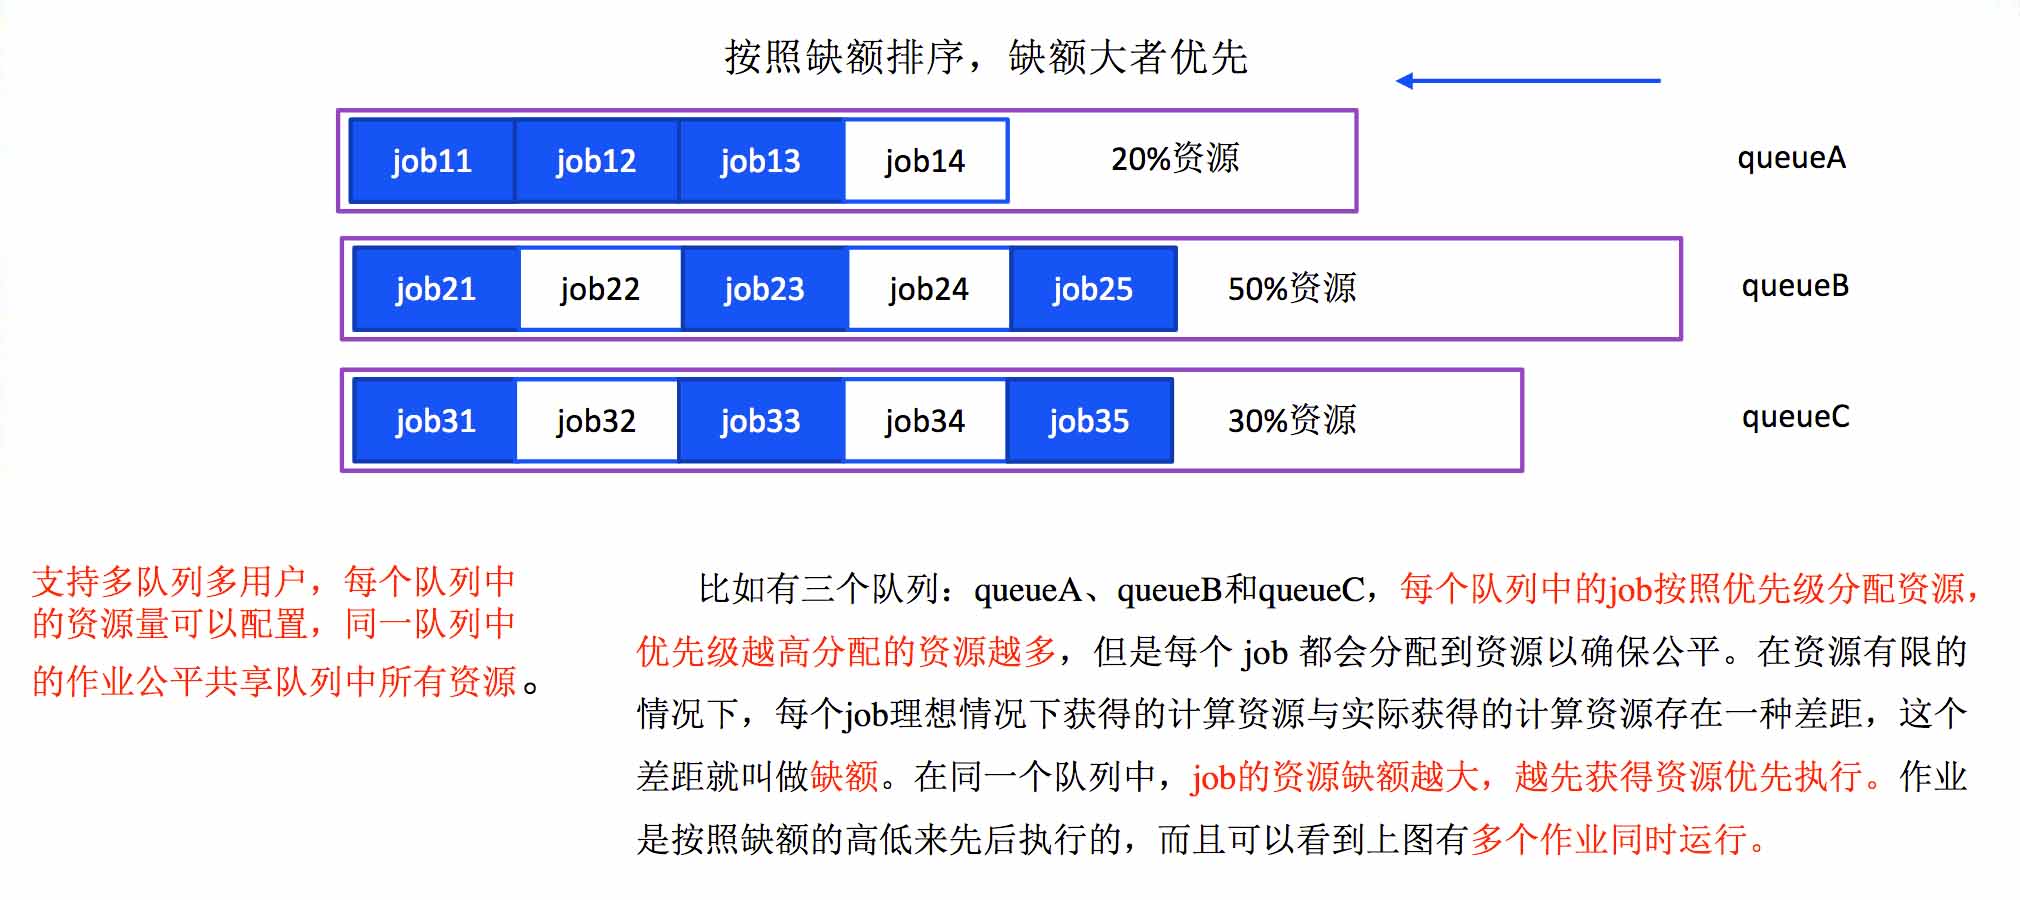 按照缺额排序，缺额大者优先
job11 job12 job13 job14 20%资源 queueA
job21 job22 job23 job24 job25 50%资源 queueB
job31 job32 job33 job34 job35 30%资源 queueC
支持多队列多用户，每个队列中
的资源量可以配置，同一队列中
的作业公平共享队列中所有资源。
比如有三个队列：queueA、queueB和queueC，每个队列中的job按照优先级分配资源，
优先级越高分配的资源越多，但是每个 job 都会分配到资源以确保公平。在资源有限的
情况下，每个job理想情况下获得的计算资源与实际获得的计算资源存在一种差距，这个
差距就叫做缺额。在同一个队列中，job的资源缺额越大，越先获得资源优先执行。作业
是按照缺额的高低来先后执行的，而且可以看到上图有多个作业同时运行。